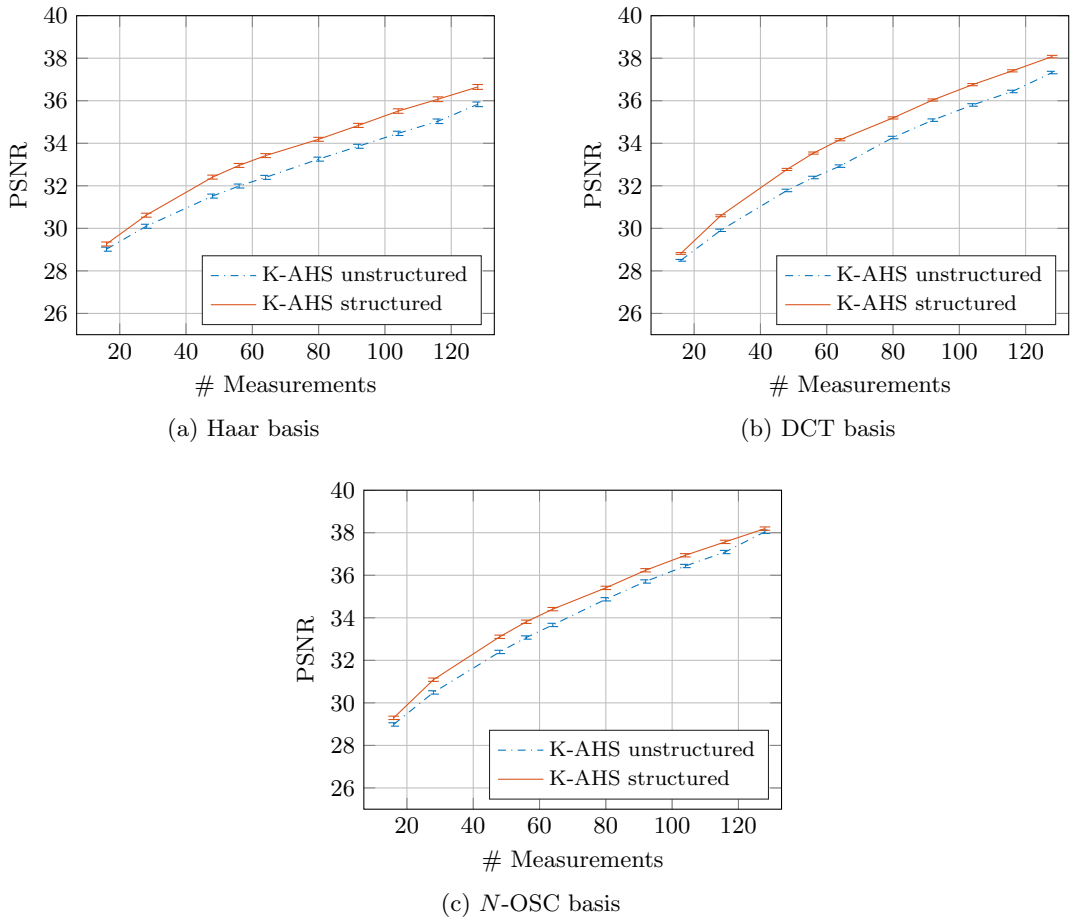 40
38
36
34
32
30
28
26
PSNR
K-AHS unstructured
K-AHS structured
20 40 60 80 100 120
# Measurements
(a) Haar basis
40
38
36
34
32
30
28
26
PSNR
K-AHS unstructured
K-AHS structured
20 40 60 80 100 120
# Measurements
(b) DCT basis
40
38
36
34
32
30
28
26
PSNR
K-AHS unstructured
K-AHS structured
20 40 60 80 100 120
# Measurements
(c) N-OSC basis